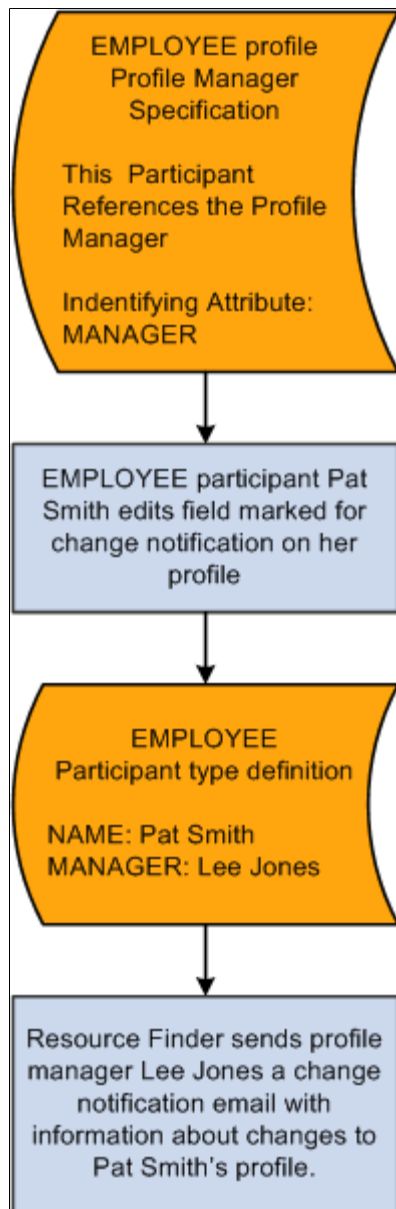 EMPLOYEE profile
Profile Manager
Specification
This Participant
References the Profile
Manager
Indentifying Attribute:
MANAGER
EMPLOYEE participant Pat
Smith edits field marked for
change notification on her
profile
EMPLOYEE
Participant type definition
NAME: Pat Smith
MANAGER: Lee Jones
Resource Finder sends profile
manager Lee Jones a change
notification email with
information about changes to
Pat Smith's profile.